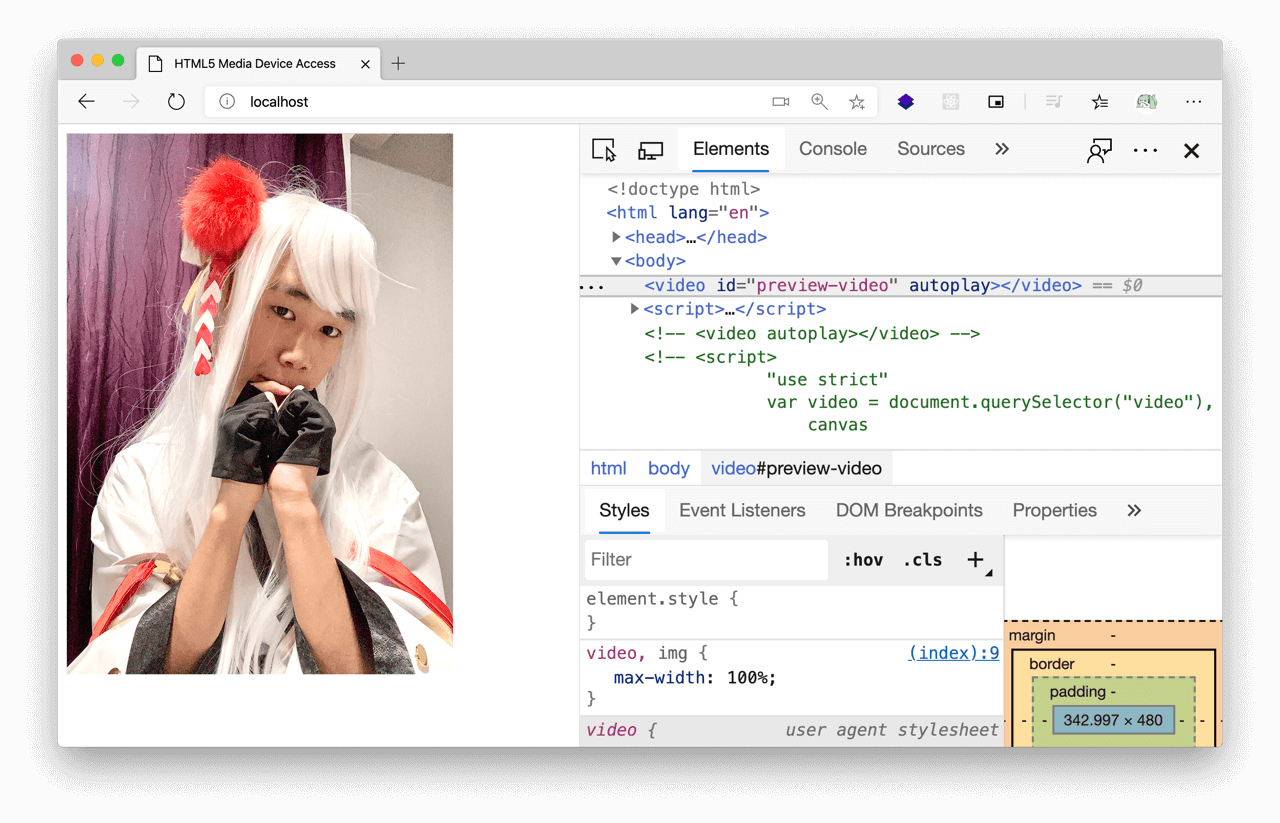 HTML5 Media Device Access
localhost
Elements Console Sources
<!doctype html>
<html lang="en">
<head>…</head>
<body>
<video id="preview-video" autoplay></video> == $0
<script>…</script>
<!-- <video autoplay></video> -->
<!-- <script>
"use strict"
var video = document.querySelector("video"),
canvas
html body video#preview-video
Styles Event Listeners DOM Breakpoints Properties
Filter :hov .cls
element.style {
}
video, img { (index):9
max-width: 100%;
}
video { user agent stylesheet
margin -
border -
padding -
- - - 342.997 × 480 - - -